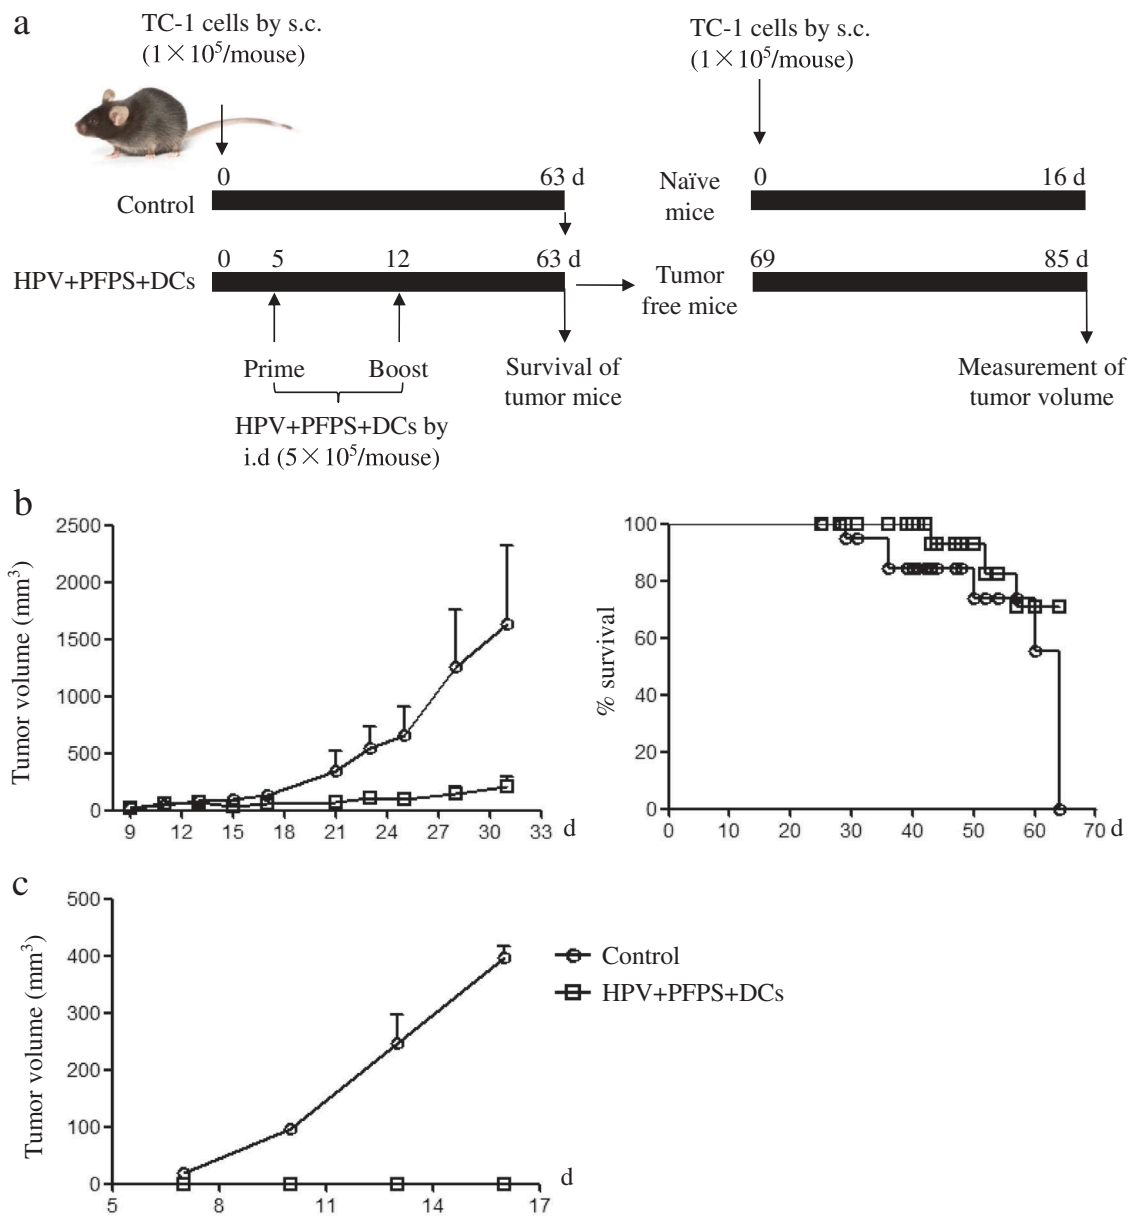 a
TC-1 cells by s.c.
(1×10⁵/mouse)
TC-1 cells by s.c.
(1×10⁵/mouse)
0 63 d
Control
Naïve
mice
0 16 d
0 5 12 63 d
HPV+PFPS+DCs
Tumor
free mice
69 85 d
Prime Boost
HPV+PFPS+DCs by
i.d (5×10⁵/mouse)
Survival of
tumor mice
Measurement of
tumor volume
b
Tumor volume (mm³)
2500
2000
1500
1000
500
0
9 12 15 18 21 24 27 30 33 d
% survival
100
80
60
40
20
0
0 10 20 30 40 50 60 70 d
c
Tumor volume (mm³)
500
400
300
200
100
0
5 8 11 14 17
d
Control
HPV+PFPS+DCs